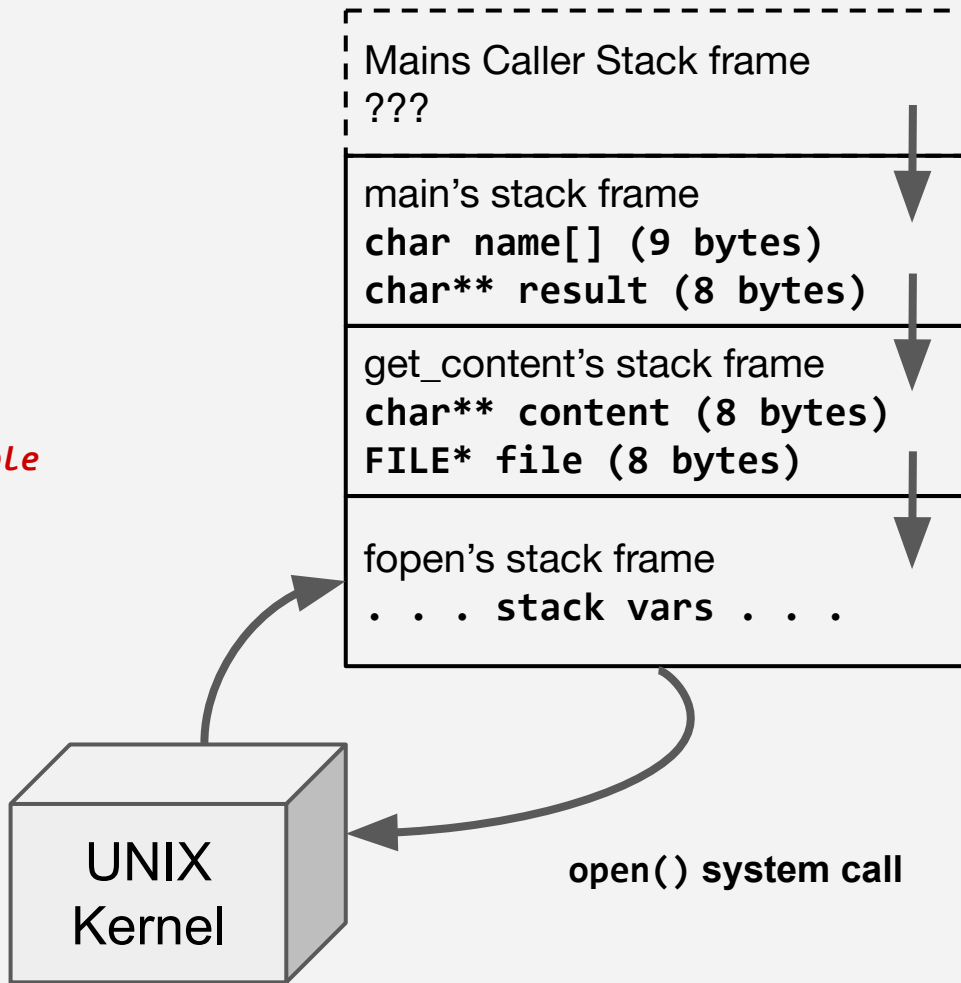 Mains Caller Stack frame
???
main’s stack frame
char name[] (9 bytes)
char** result (8 bytes)
get_content’s stack frame
char** content (8 bytes)
FILE* file (8 bytes)
fopen’s stack frame
. . . stack vars . . .
UNIX
Kernel
open() system call